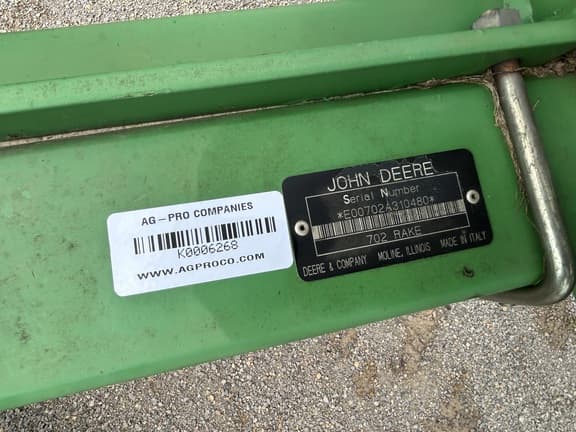 AG-PRO COMPANIES
K0006268
WWW.AGPROCO.COM
JOHN DEERE
Serial Number
*E00702A310480*
702 RAKE
DEERE & COMPANY MOLINE, ILLINOIS MADE IN ITALY